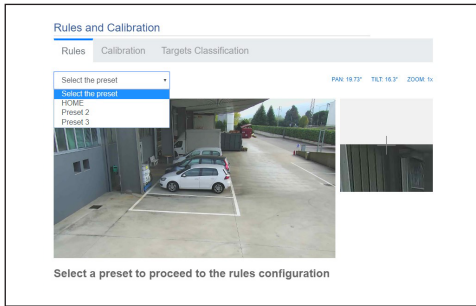 Rules and Calibration
Rules Calibration Targets Classification
Select the preset
PAN: 19.73° TILT: 16.3° ZOOM: 1x
Select the preset
HOME
Preset 2
Preset 3
Select a preset to proceed to the rules configuration